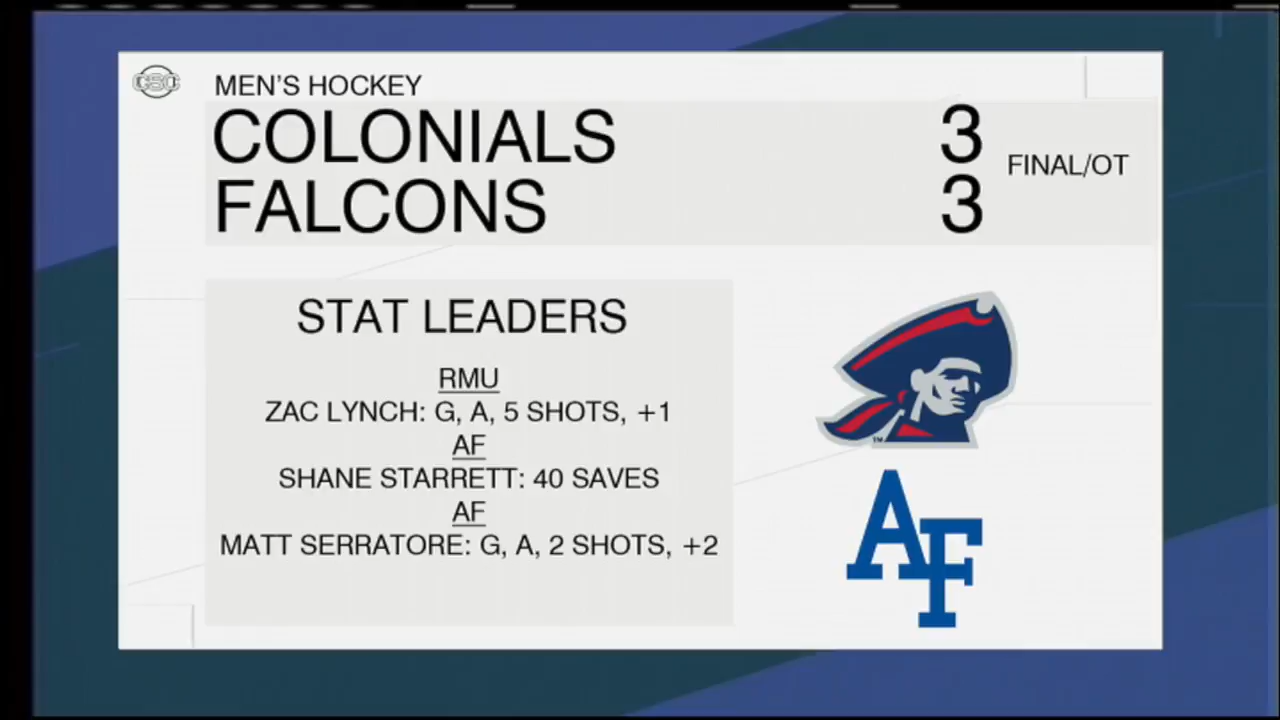 CSC
MEN'S HOCKEY
COLONIALS 3
FINAL/OT
FALCONS 3
STAT LEADERS
RMU
ZAC LYNCH: G, A, 5 SHOTS, +1
AF
SHANE STARRETT: 40 SAVES
AF
MATT SERRATORE: G, A, 2 SHOTS, +2
TM
AF